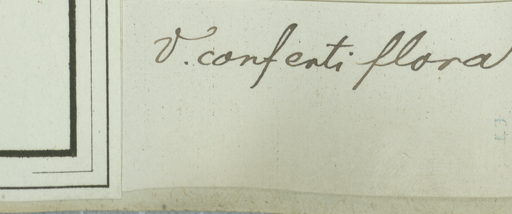 V. conferti flora